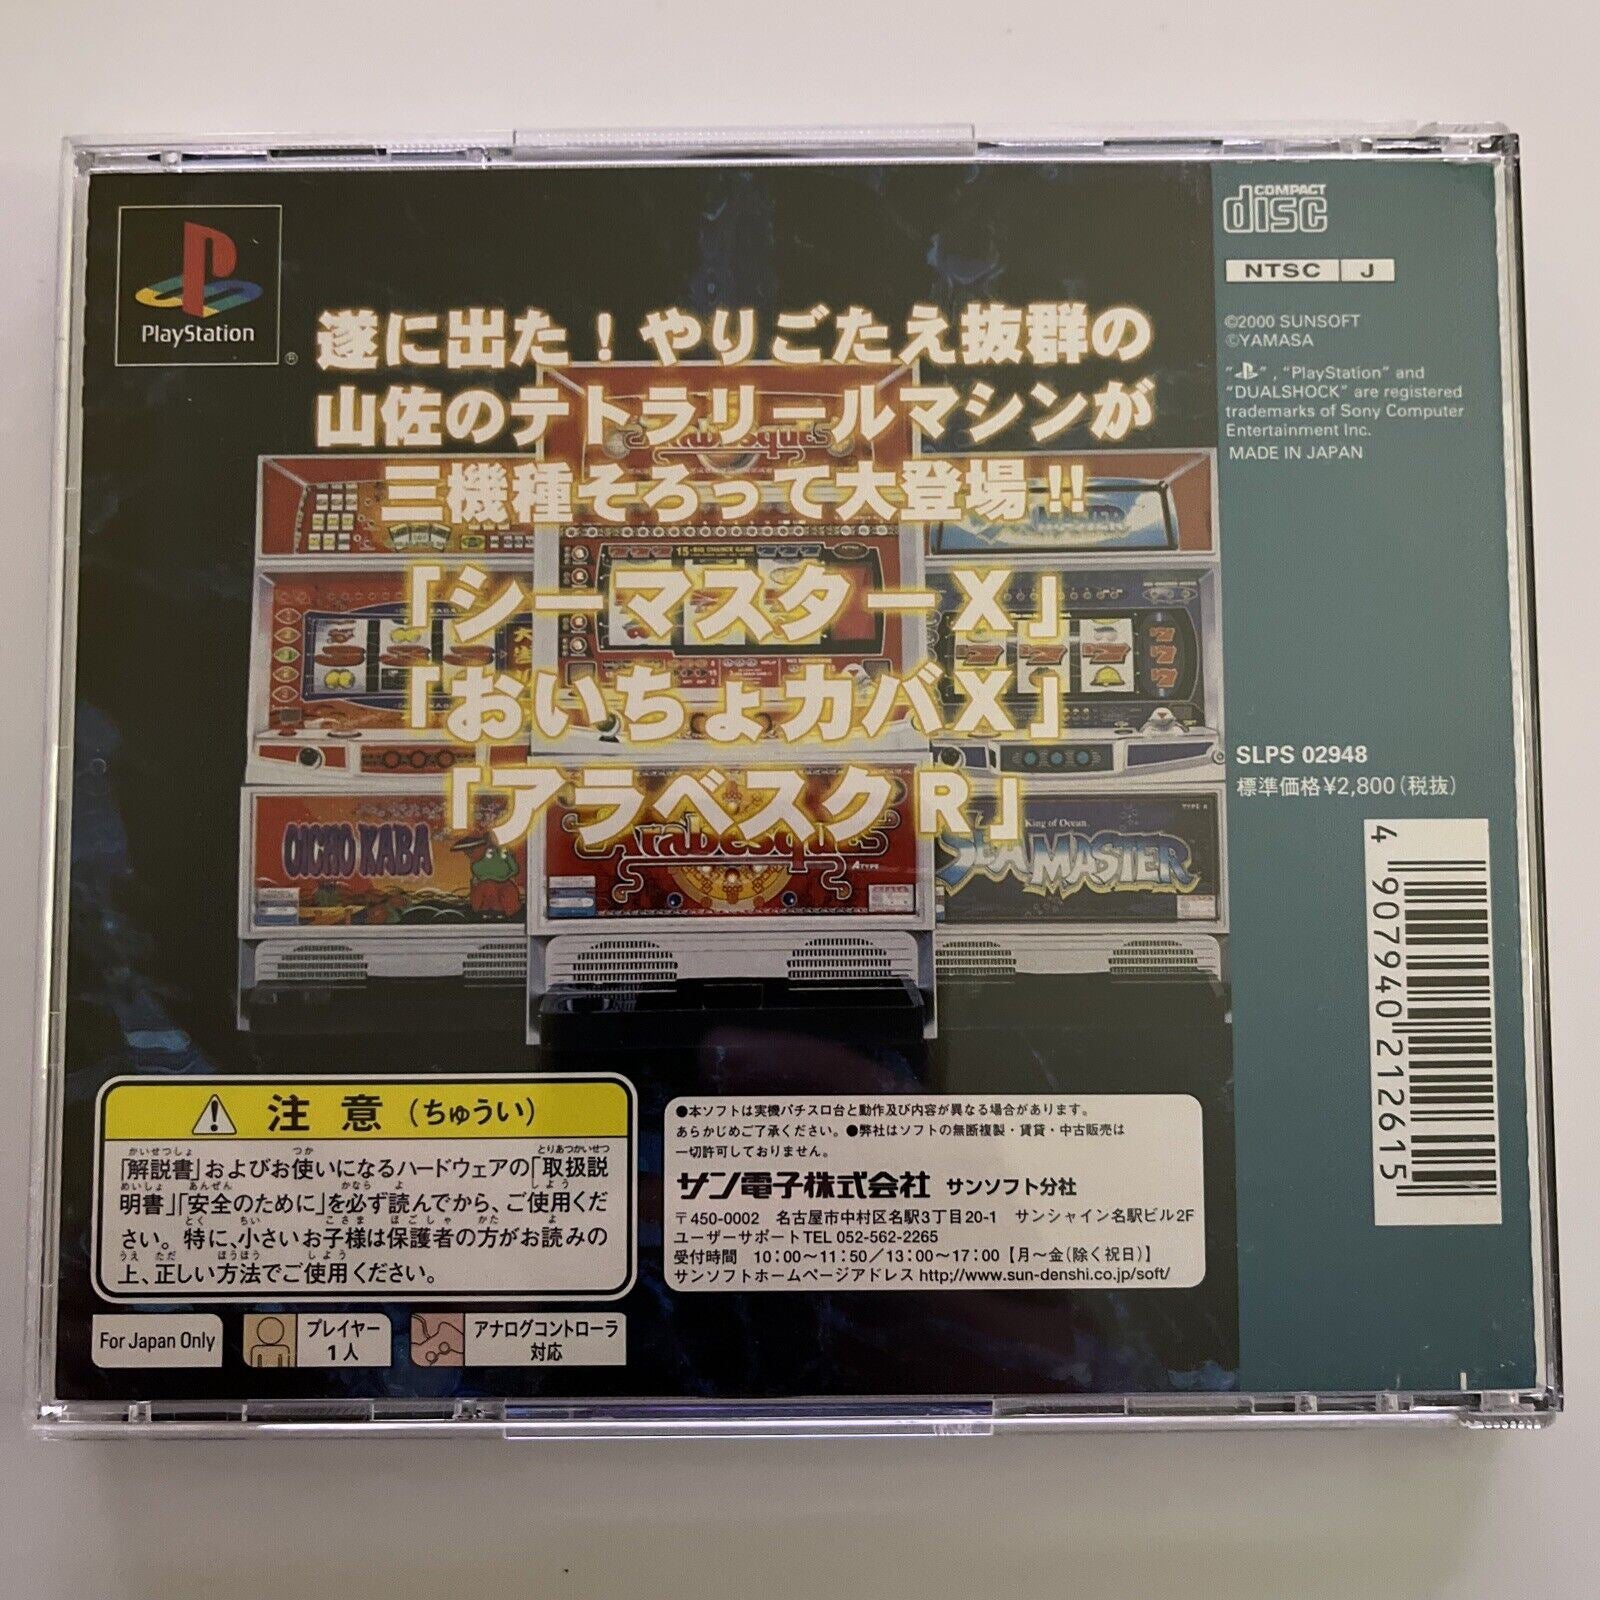 PlayStation
®
遂に出た！やりごたえ抜群の
山佐のテトラリールマシンが
三機種そろって大登場!!
「シーマスターX」
「おいちょカバX」
「アラベスクR」
15・BIG CHANCE GAME
OICHO KABA
Arabesque
A TYPE
King of Ocean
SEAMASTER
TYPE A
COMPACT
disc
NTSC J
©2000 SUNSOFT
©YAMASA
" ", "PlayStation" and
"DUALSHOCK" are registered
trademarks of Sony Computer
Entertainment Inc.
MADE IN JAPAN
SLPS 02948
標準価格¥2,800(税抜)
4907940212615
注意(ちゅうい)
「解説書」およびお使いになるハードウェアの「取扱説
明書」「安全のために」を必ず読んでから、ご使用くだ
さい。特に、小さいお子様は保護者の方がお読みの
上、正しい方法でご使用ください。
●本ソフトは実機パチスロ台と動作及び内容が異なる場合があります。
あらかじめご了承ください。●弊社はソフトの無断複製・賃貸・中古販売は
一切許可しておりません。
サン電子株式会社 サンソフト分社
〒450-0002 名古屋市中村区名駅3丁目20-1 サンシャイン名駅ビル2F
ユーザーサポートTEL 052-562-2265
受付時間 10:00〜11:50／13:00〜17:00【月〜金(除く祝日)】
サンソフトホームページアドレス http://www.sun-denshi.co.jp/soft/
For Japan Only
プレイヤー
1人
アナログコントローラ
対応